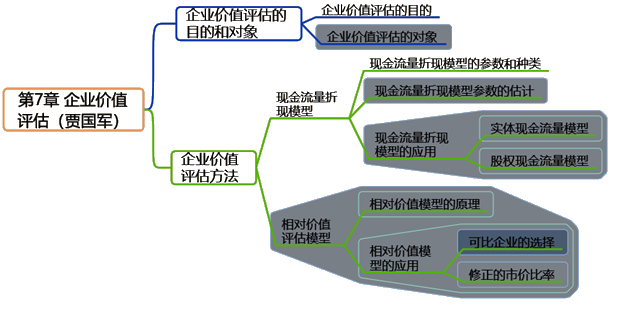 第7章 企业价值
评估（贾国军）
企业价值评估的
目的和对象
企业价值评估的目的
企业价值评估的对象
企业价值
评估方法
现金流量折
现模型
现金流量折现模型的参数和种类
现金流量折现模型参数的估计
现金流量折现
模型的应用
实体现金流量模型
股权现金流量模型
相对价值
评估模型
相对价值模型的原理
相对价值模
型的应用
可比企业的选择
修正的市价比率